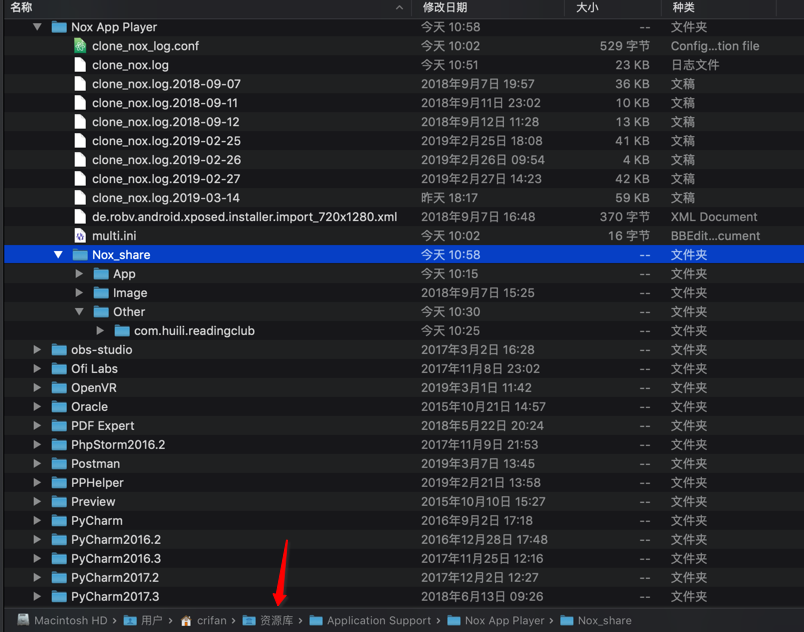 名称 修改日期 大小 种类
Nox App Player 今天 10:58 -- 文件夹
clone_nox_log.conf 今天 10:02 529 字节 Config...tion file
clone_nox.log 今天 10:51 23 KB 日志文件
clone_nox.log.2018-09-07 2018年9月7日 19:57 36 KB 文稿
clone_nox.log.2018-09-11 2018年9月11日 23:02 10 KB 文稿
clone_nox.log.2018-09-12 2018年9月12日 11:28 13 KB 文稿
clone_nox.log.2019-02-25 2019年2月25日 18:08 41 KB 文稿
clone_nox.log.2019-02-26 2019年2月26日 09:54 4 KB 文稿
clone_nox.log.2019-02-27 2019年2月27日 14:23 42 KB 文稿
clone_nox.log.2019-03-14 昨天 18:17 59 KB 文稿
de.robv.android.xposed.installer.import_720x1280.xml 2018年9月7日 16:48 370 字节 XML Document
multi.ini 今天 10:02 16 字节 BBEdit...cument
Nox_share 今天 10:58 -- 文件夹
App 今天 10:15 -- 文件夹
Image 2018年9月7日 15:25 -- 文件夹
Other 今天 10:30 -- 文件夹
com.huili.readingclub 今天 10:25 -- 文件夹
obs-studio 2017年3月2日 16:28 -- 文件夹
Ofi Labs 2017年11月8日 23:02 -- 文件夹
OpenVR 2019年3月1日 11:42 -- 文件夹
Oracle 2015年10月21日 14:57 -- 文件夹
PDF Expert 2018年5月22日 20:24 -- 文件夹
PhpStorm2016.2 2017年11月9日 21:53 -- 文件夹
Postman 2019年3月7日 13:45 -- 文件夹
PPHelper 2019年2月21日 13:58 -- 文件夹
Preview 2015年10月10日 15:27 -- 文件夹
PyCharm 2016年9月2日 17:18 -- 文件夹
PyCharm2016.2 2016年12月28日 17:48 -- 文件夹
PyCharm2016.3 2017年11月25日 12:16 -- 文件夹
PyCharm2017.2 2017年12月2日 12:27 -- 文件夹
PyCharm2017.3 2018年6月13日 09:26 -- 文件夹
Macintosh HD › 用户 › crifan › 资源库 › Application Support › Nox App Player › Nox_share